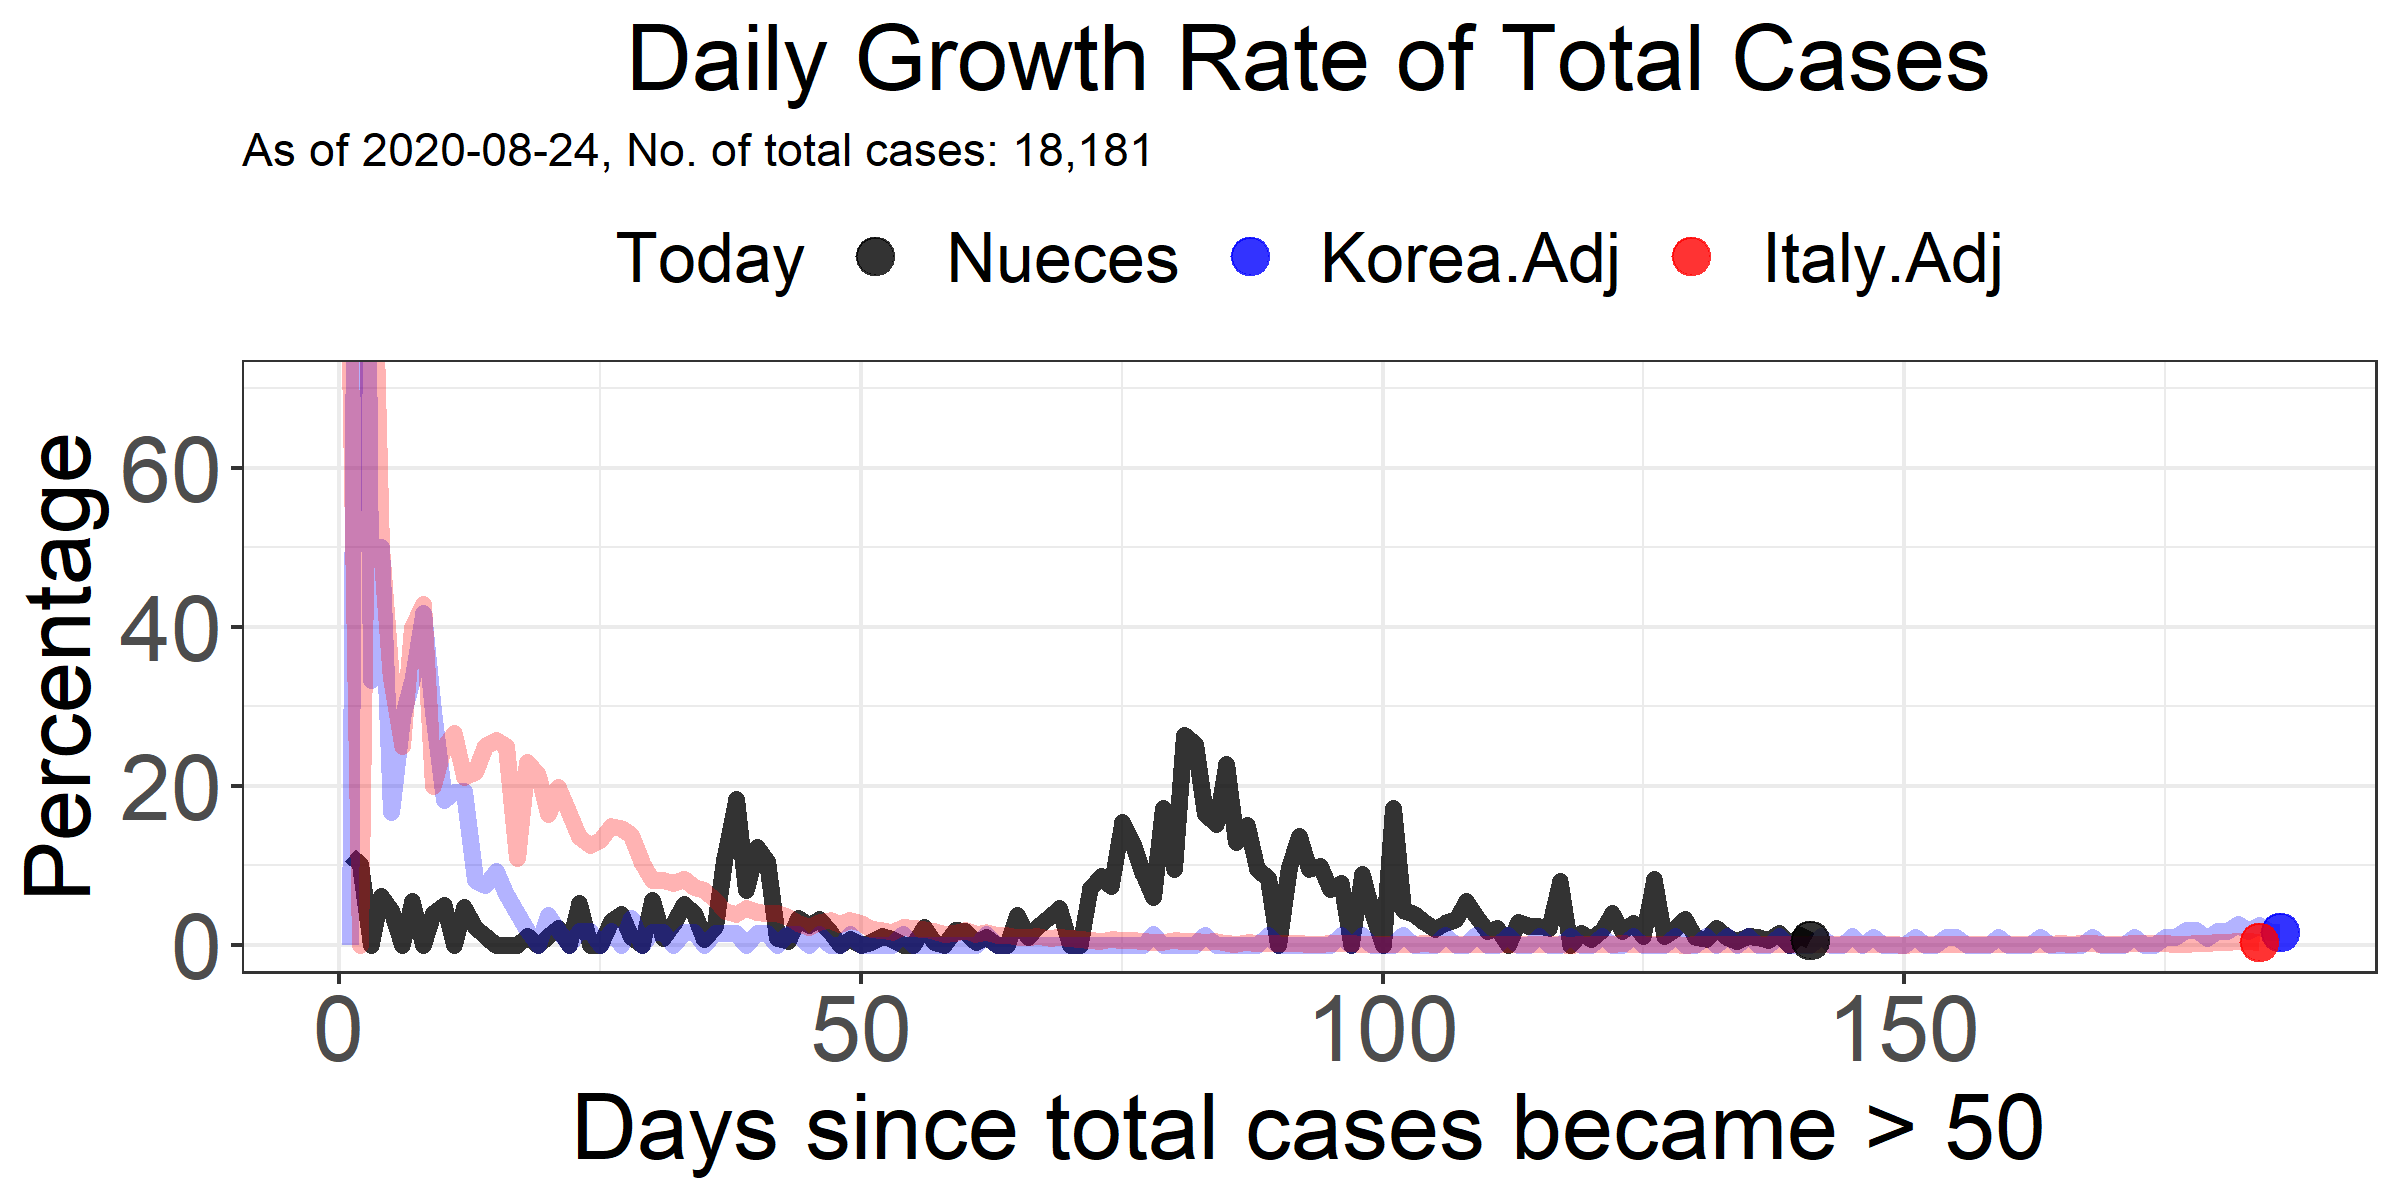 Daily Growth Rate of Total Cases
As of 2020-08-24, No. of total cases: 18,181
Today Nueces Korea.Adj Italy.Adj
Percentage
60
40
20
0
0 50 100 150
Days since total cases became > 50